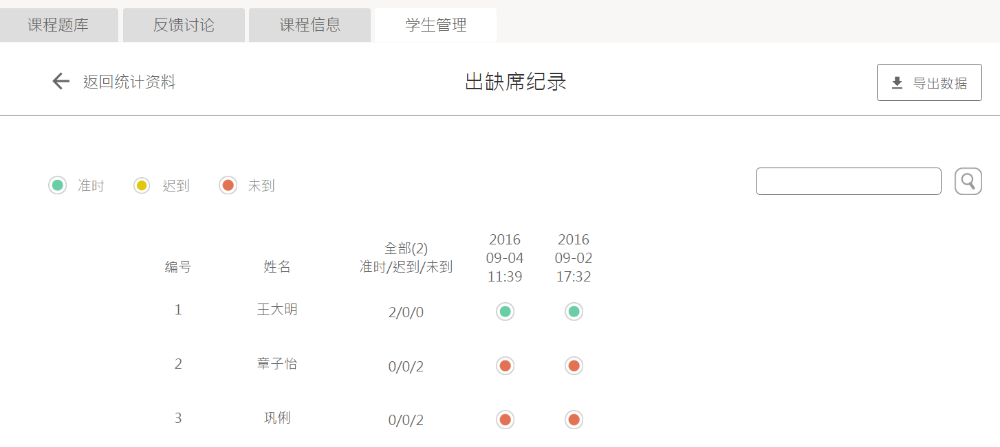 课程题库 反馈讨论 课程信息 学生管理
返回统计资料 出缺席纪录 导出数据
准时 迟到 未到
编号 姓名 全部(2) 准时/迟到/未到 2016 09-04 11:39 2016 09-02 17:32
1 王大明 2/0/0
2 章子怡 0/0/2
3 巩俐 0/0/2